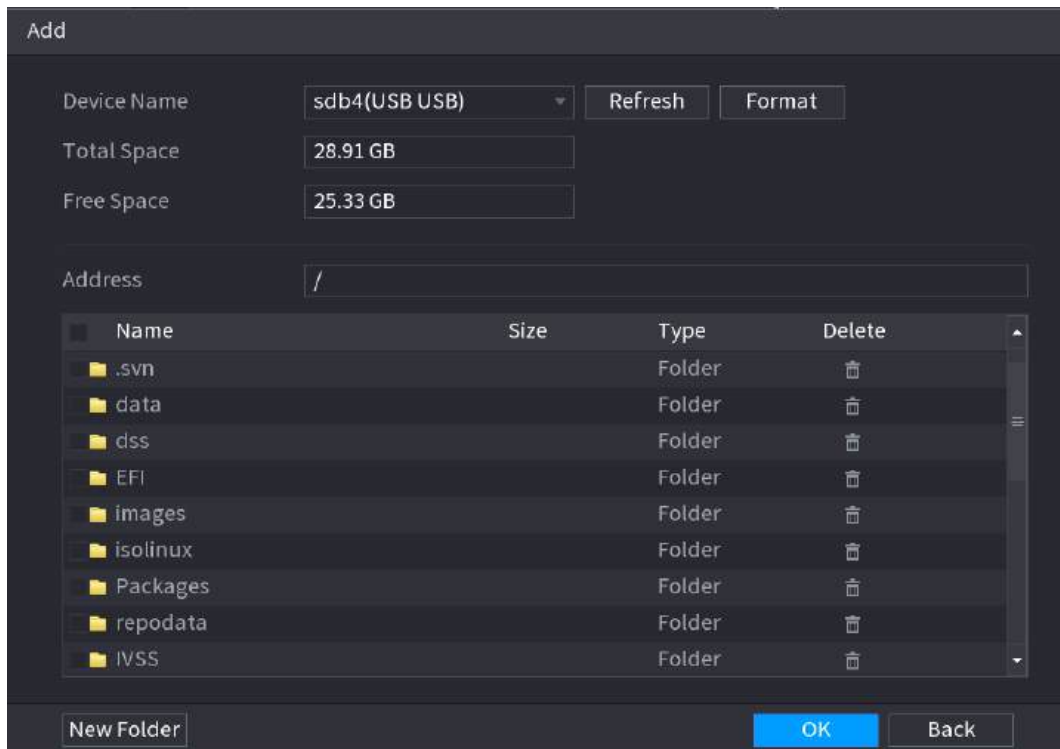 Add
Device Name sdb4(USB USB) Refresh Format
Total Space 28.91 GB
Free Space 25.33 GB
Address /
Name Size Type Delete
.svn Folder
data Folder
dss Folder
EFI Folder
images Folder
isolinux Folder
Packages Folder
repodata Folder
IVSS Folder
New Folder OK Back